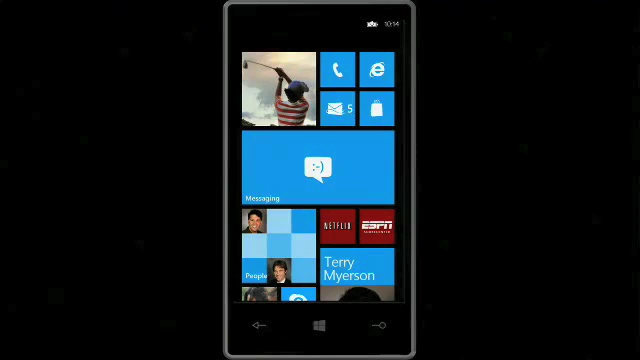 10:14
5
:-)
Messaging
NETFLIX
ESPN
People
Terry
Myerson